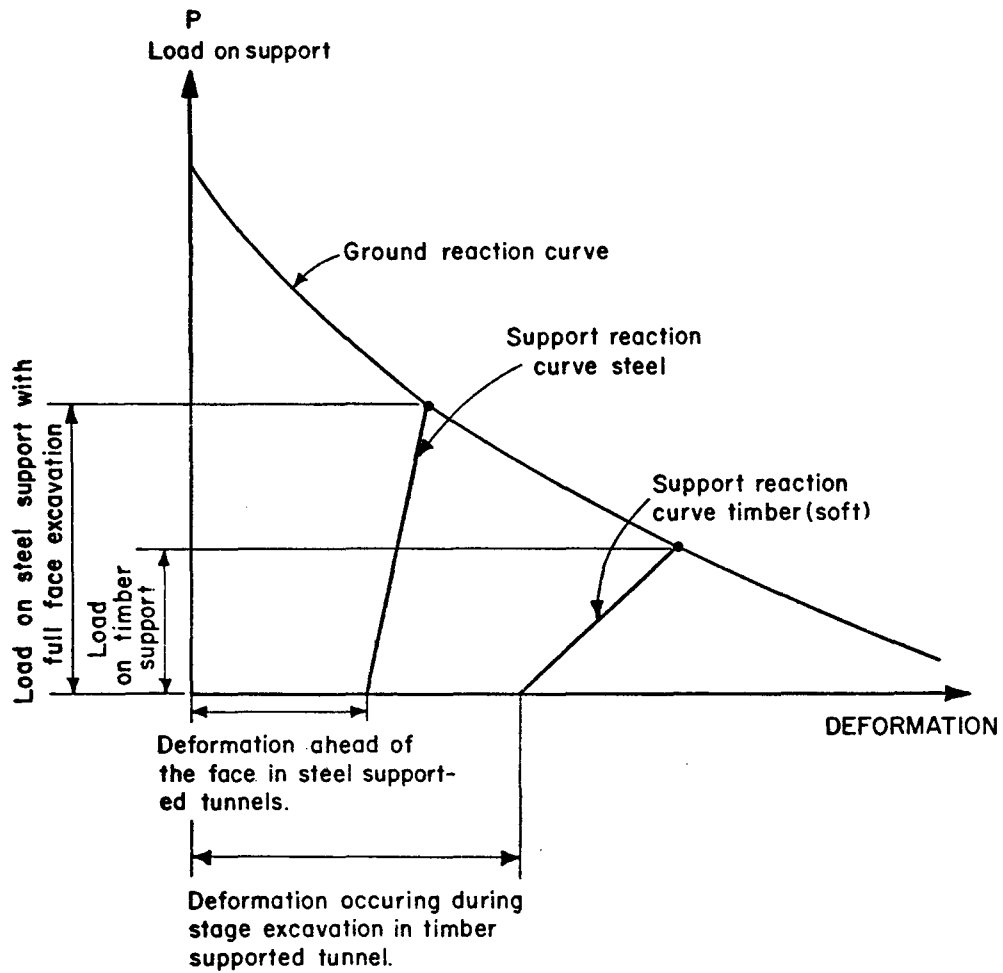 P
Load on support
Ground reaction curve
Support reaction
curve steel
Support reaction
curve timber (soft)
Load on steel support with
full face excavation
Load
on timber
support
DEFORMATION
Deformation ahead of
the face in steel support-
ed tunnels.
Deformation occuring during
stage excavation in timber
supported tunnel.